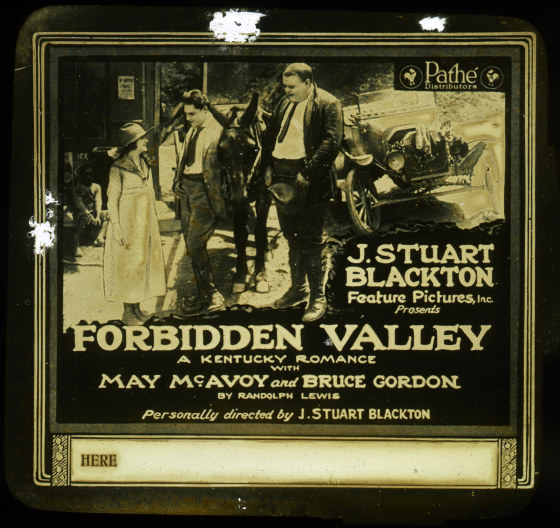 Pathé
Distributors
J. STUART
BLACKTON
Feature Pictures, Inc.
Presents
FORBIDDEN VALLEY
A KENTUCKY ROMANCE
WITH
MAY McAVOY and BRUCE GORDON
BY RANDOLPH LEWIS
Personally directed by J. STUART BLACKTON
HERE